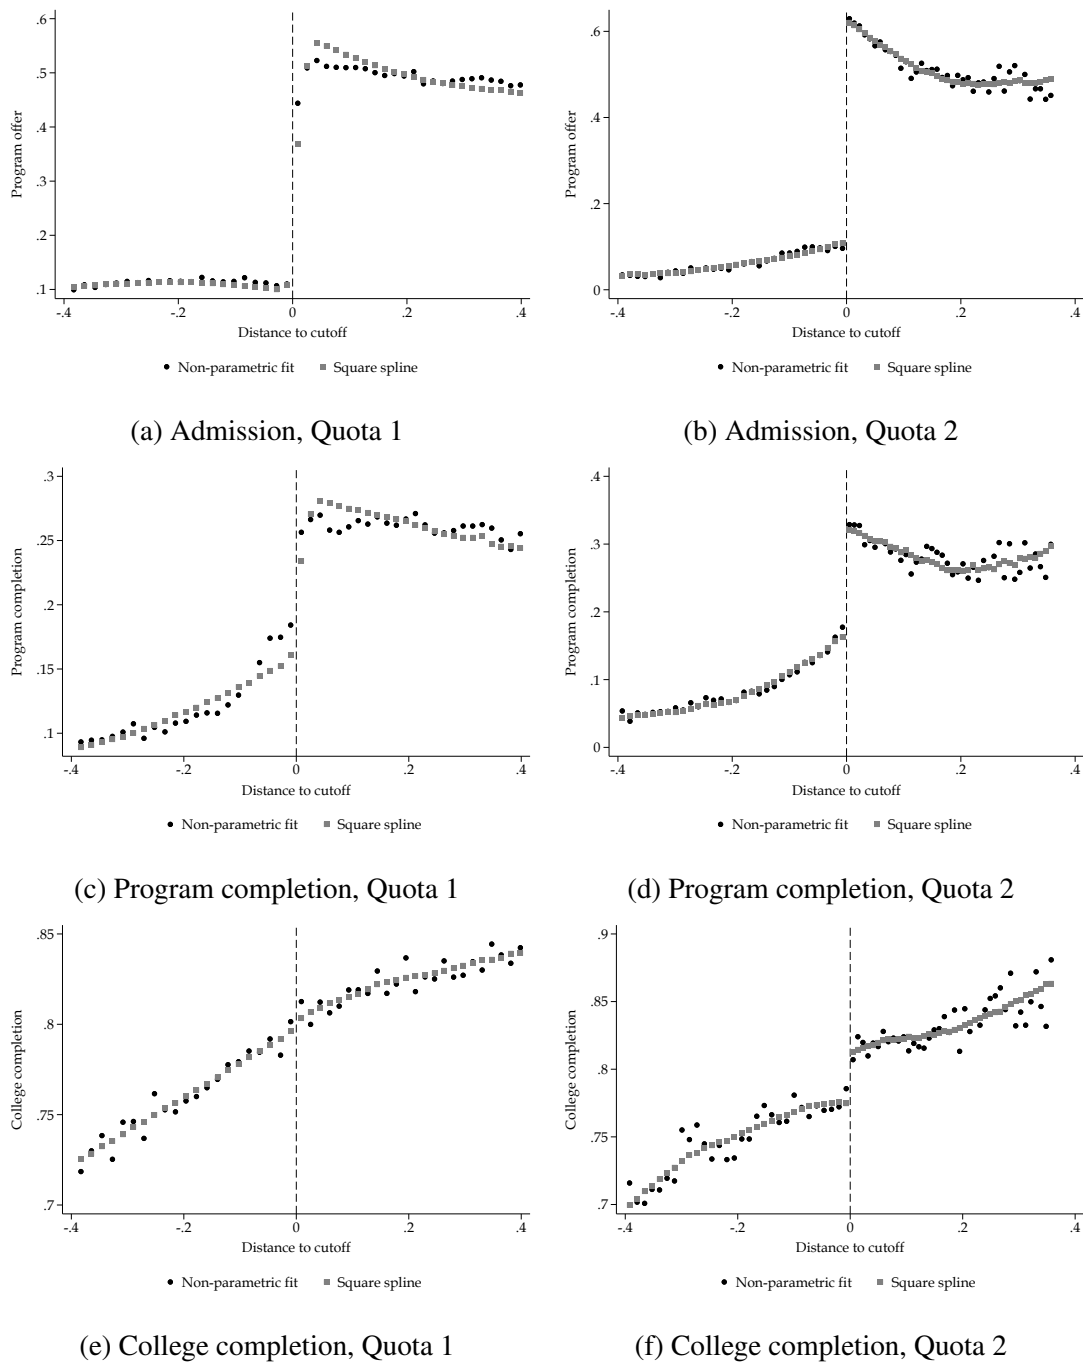 .6
.5
.4
.3
.2
.1
Program offer
-.4 -.2 0 .2 .4
Distance to cutoff
Non-parametric fit Square spline
(a) Admission, Quota 1
.6
.4
.2
0
Program offer
-.4 -.2 0 .2 .4
Distance to cutoff
Non-parametric fit Square spline
(b) Admission, Quota 2
.3
.25
.2
.15
.1
Program completion
-.4 -.2 0 .2 .4
Distance to cutoff
Non-parametric fit Square spline
(c) Program completion, Quota 1
.4
.3
.2
.1
0
Program completion
-.4 -.2 0 .2 .4
Distance to cutoff
Non-parametric fit Square spline
(d) Program completion, Quota 2
.85
.8
.75
.7
College completion
-.4 -.2 0 .2 .4
Distance to cutoff
Non-parametric fit Square spline
(e) College completion, Quota 1
.9
.85
.8
.75
.7
College completion
-.4 -.2 0 .2 .4
Distance to cutoff
Non-parametric fit Square spline
(f) College completion, Quota 2